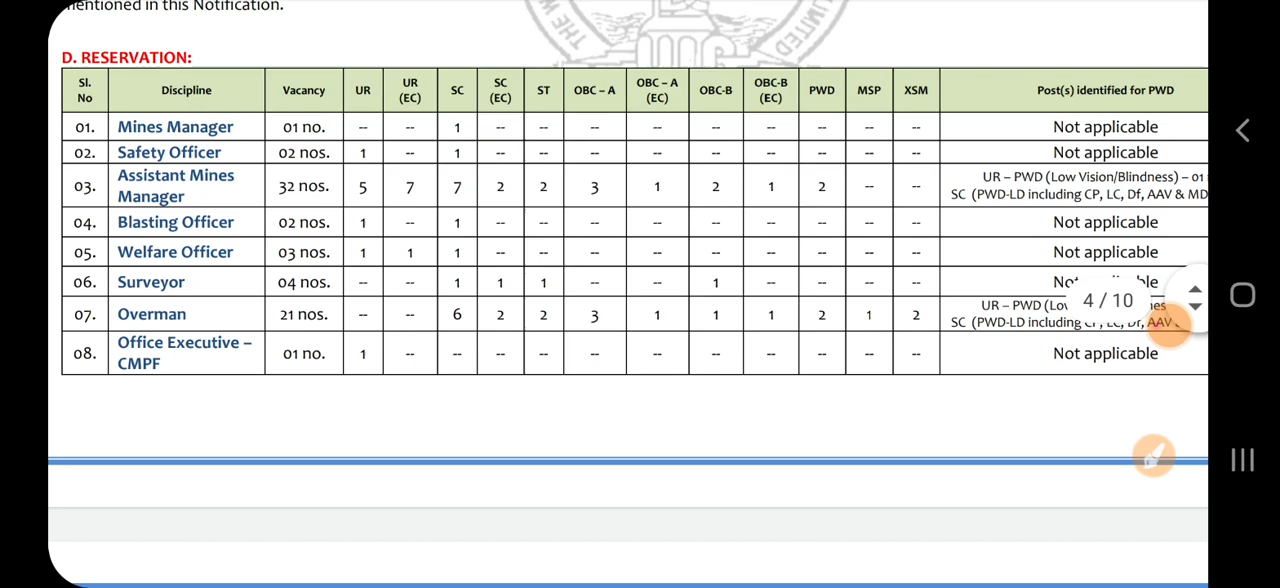 mentioned in this Notification.
THE W LIMITED
D. RESERVATION:
Sl. No Discipline Vacancy UR UR (EC) SC SC (EC) ST OBC – A OBC – A (EC) OBC-B OBC-B (EC) PWD MSP XSM Post(s) identified for PWD
01. Mines Manager 01 no. -- -- 1 -- -- -- -- -- -- -- -- -- Not applicable
02. Safety Officer 02 nos. 1 -- 1 -- -- -- -- -- -- -- -- -- Not applicable
03. Assistant Mines Manager 32 nos. 5 7 7 2 2 3 1 2 1 2 -- -- UR – PWD (Low Vision/Blindness) – 01
SC (PWD-LD including CP, LC, Df, AAV & MD
04. Blasting Officer 02 nos. 1 -- 1 -- -- -- -- -- -- -- -- -- Not applicable
05. Welfare Officer 03 nos. 1 1 1 -- -- -- -- -- -- -- -- -- Not applicable
06. Surveyor 04 nos. -- -- 1 1 1 -- -- 1 -- -- -- -- Not
4 / 10
07. Overman 21 nos. -- -- 6 2 2 3 1 1 1 2 1 2 UR – PWD (Low
SC (PWD-LD including AAV
08. Office Executive – CMPF 01 no. 1 -- -- -- -- -- -- -- -- -- -- -- Not applicable